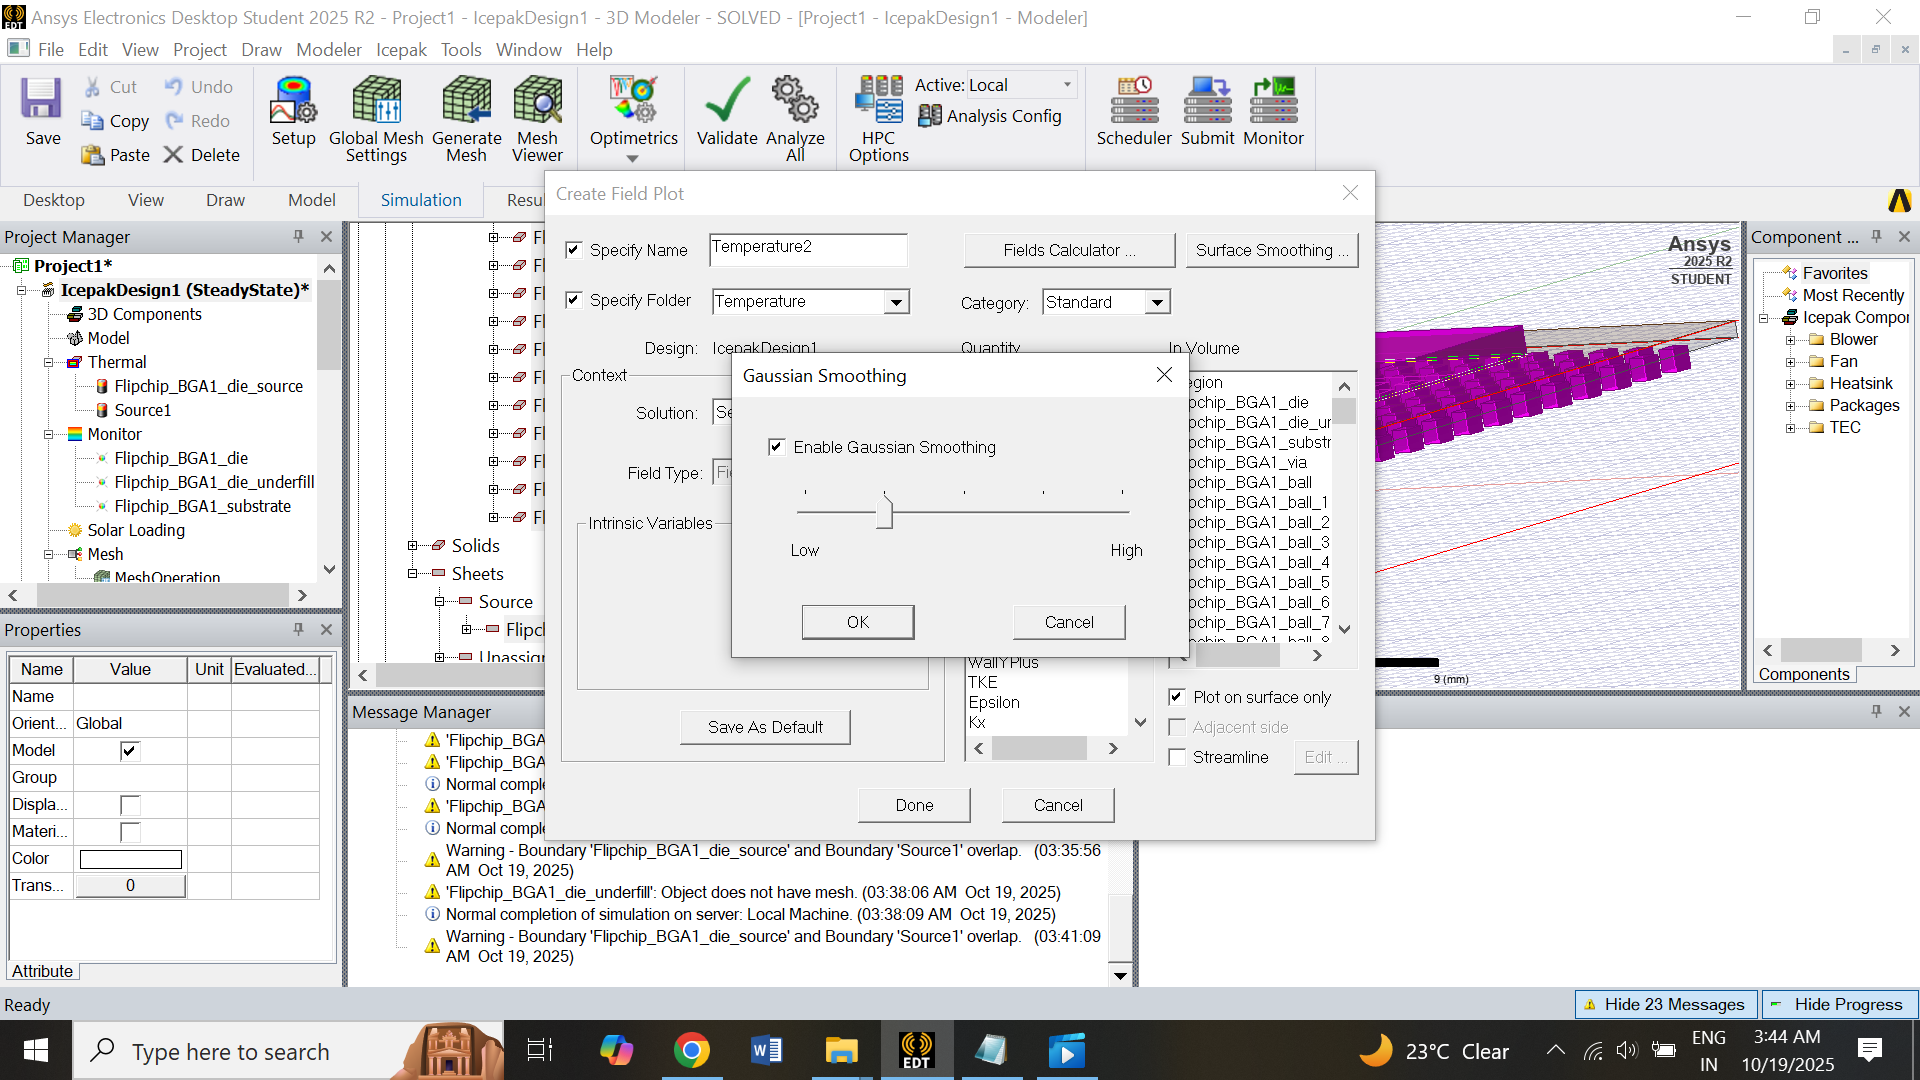 Ansys Electronics Desktop Student 2025 R2 - Project1 - IcepakDesign1 - 3D Modeler - SOLVED - [Project1 - IcepakDesign1 - Modeler]
File Edit View Project Draw Modeler Icepak Tools Window Help
Save
Cut
Copy
Paste
Undo
Redo
Delete
Setup
Global Mesh Settings
Generate Mesh
Mesh Viewer
Optimetrics
Validate
Analyze All
HPC Options
Active: Local
Analysis Config
Scheduler
Submit
Monitor
Desktop View Draw Model Simulation Resu
Project Manager
Project1*
IcepakDesign1 (SteadyState)*
3D Components
Model
Thermal
Flipchip_BGA1_die_source
Source1
Monitor
Flipchip_BGA1_die
Flipchip_BGA1_die_underfill
Flipchip_BGA1_substrate
Solar Loading
Mesh
MeshOperation
Properties
Name Value Unit Evaluated...
Name
Orient... Global
Model
Group
Displa...
Materi...
Color
Trans... 0
Attribute
Solids
Sheets
Source
Flipc
Unassign
Create Field Plot
Specify Name Temperature2
Fields Calculator ...
Surface Smoothing ...
Specify Folder Temperature
Category: Standard
Design: IcepakDesign1
Quantity
In Volume
Context
Solution: Se
Field Type: Fi
Intrinsic Variables
Save As Default
Gaussian Smoothing
Enable Gaussian Smoothing
Low High
OK Cancel
egion
pchip_BGA1_die
pchip_BGA1_die_ur
pchip_BGA1_substr
pchip_BGA1_via
pchip_BGA1_ball
pchip_BGA1_ball_1
pchip_BGA1_ball_2
pchip_BGA1_ball_3
pchip_BGA1_ball_4
pchip_BGA1_ball_5
pchip_BGA1_ball_6
pchip_BGA1_ball_7
pchip_BGA1_ball_8
WallYPlus
TKE
Epsilon
Kx
Plot on surface only
Adjacent side
Streamline
Edit ...
Done Cancel
Ansys
2025 R2
STUDENT
9 (mm)
Component ...
Favorites
Most Recently
Icepak Compor
Blower
Fan
Heatsink
Packages
TEC
Components
Message Manager
'Flipchip_BGA
'Flipchip_BGA
Normal comple
'Flipchip_BGA
Normal comple
Warning - Boundary 'Flipchip_BGA1_die_source' and Boundary 'Source1' overlap. (03:35:56
AM Oct 19, 2025)
'Flipchip_BGA1_die_underfill': Object does not have mesh. (03:38:06 AM Oct 19, 2025)
Normal completion of simulation on server: Local Machine. (03:38:09 AM Oct 19, 2025)
Warning - Boundary 'Flipchip_BGA1_die_source' and Boundary 'Source1' overlap. (03:41:09
AM Oct 19, 2025)
Ready
Hide 23 Messages
Hide Progress
Type here to search
EDT
23°C Clear
ENG
IN
3:44 AM
10/19/2025